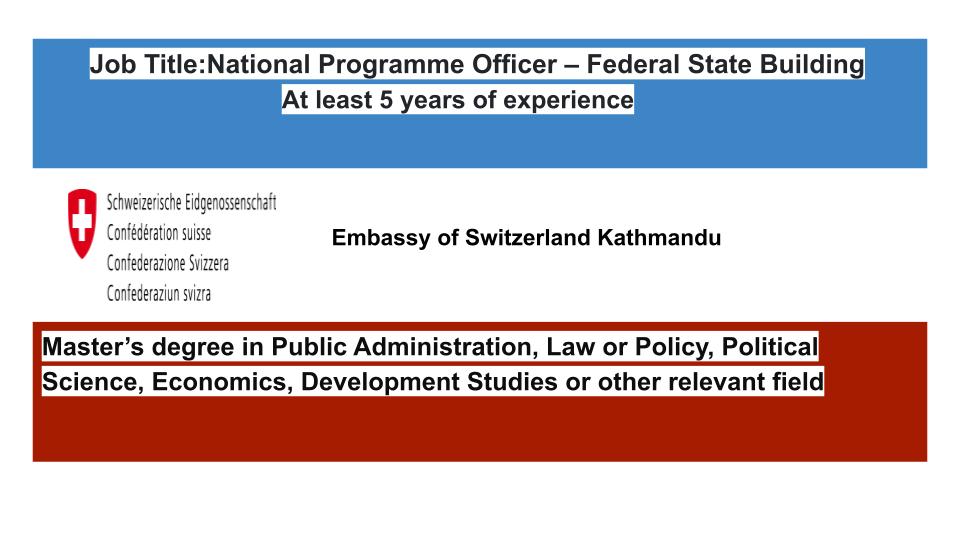 Job Title:National Programme Officer – Federal State Building
At least 5 years of experience
Schweizerische Eidgenossenschaft
Confédération suisse
Confederazione Svizzera
Confederaziun svizra
Embassy of Switzerland Kathmandu
Master’s degree in Public Administration, Law or Policy, Political
Science, Economics, Development Studies or other relevant field